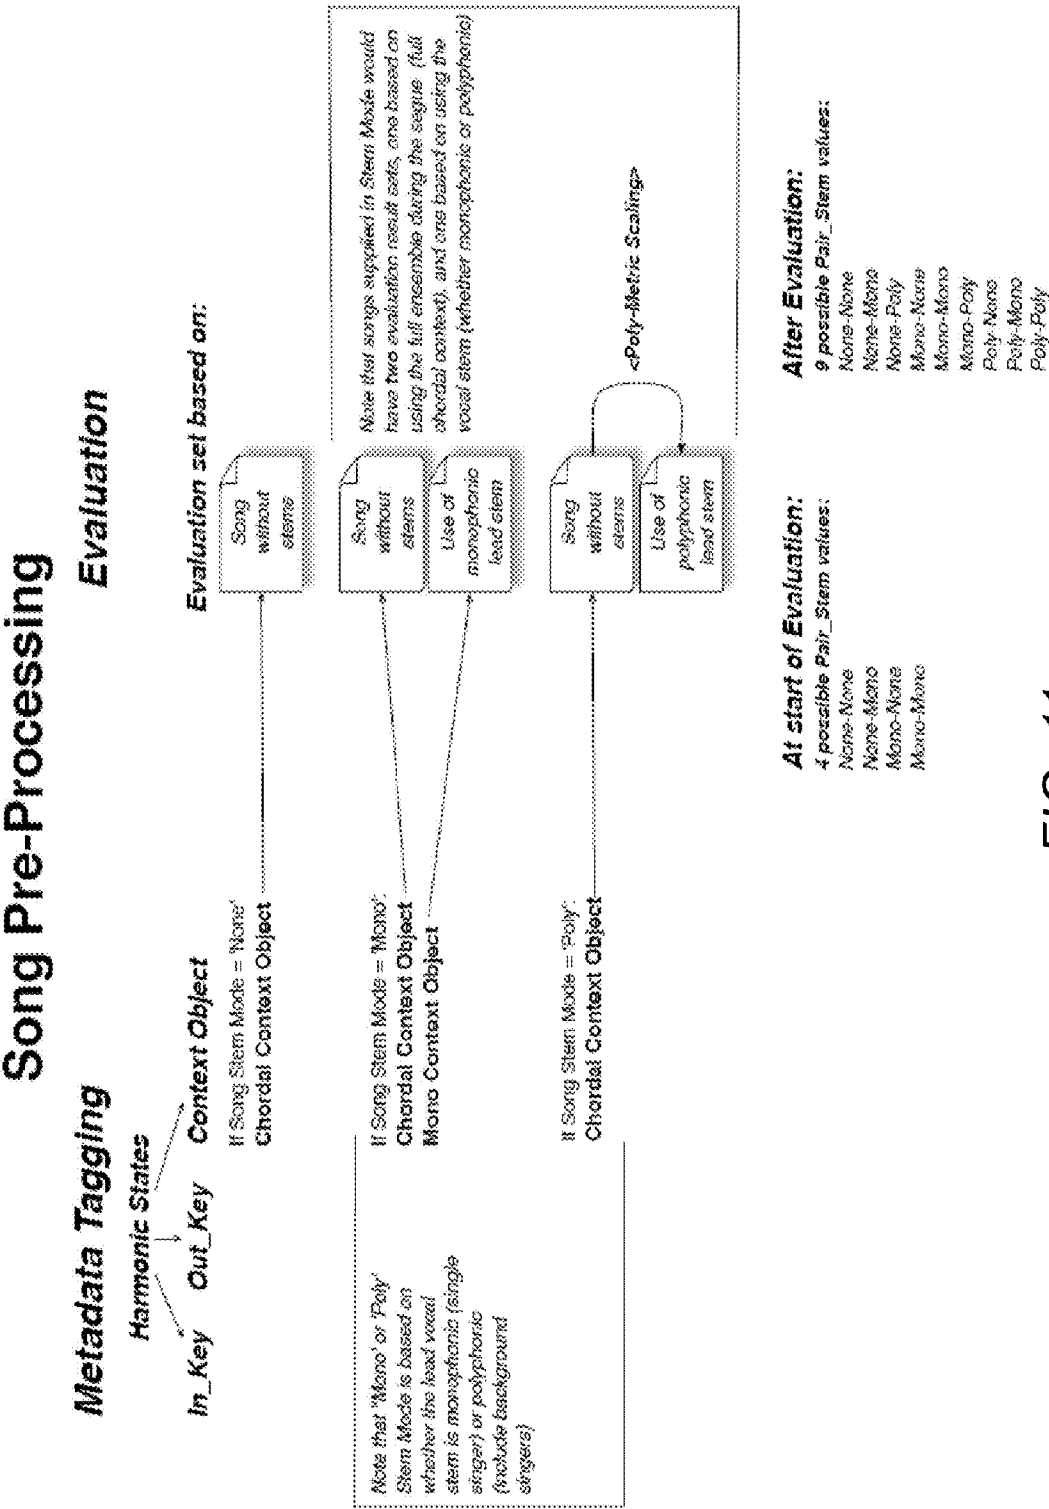 Song Pre-Processing
Metadata Tagging
Harmonic States
In_Key
Out_Key
Context Object
If Song Stem Mode = 'None'
Chordal Context Object
Note that "Mono' or 'Poly'
Stem Mode is based on
whether the lead vocal
stem is monophonic (single
singer) or polyphonic
(include background
singers)
If Song Stem Mode = 'Mono':
Chordal Context Object
Mono Context Object
If Song Stem Mode = 'Poly':
Chordal Context Object
Evaluation
Evaluation set based on:
Song
without
stems
Song
without
stems
Use of
monophonic
lead stem
Song
without
stems
Use of
polyphonic
lead stem
Note that songs supplied in Stem Mode would
have two evaluation result sets, one based on
using the full ensemble during the segue (full
chordal context), and one based on using the
vocal stem (whether monophonic or polyphonic)
<Poly-Metric Scaling>
At start of Evaluation:
4 possible Pair_Stem values:
None-None
None-Mono
Mono-None
Mono-Mono
After Evaluation:
9 possible Pair_Stem values:
None-None
None-Mono
None-Poly
Mono-None
Mono-Mono
Mono-Poly
Poly-None
Poly-Mono
Poly-Poly